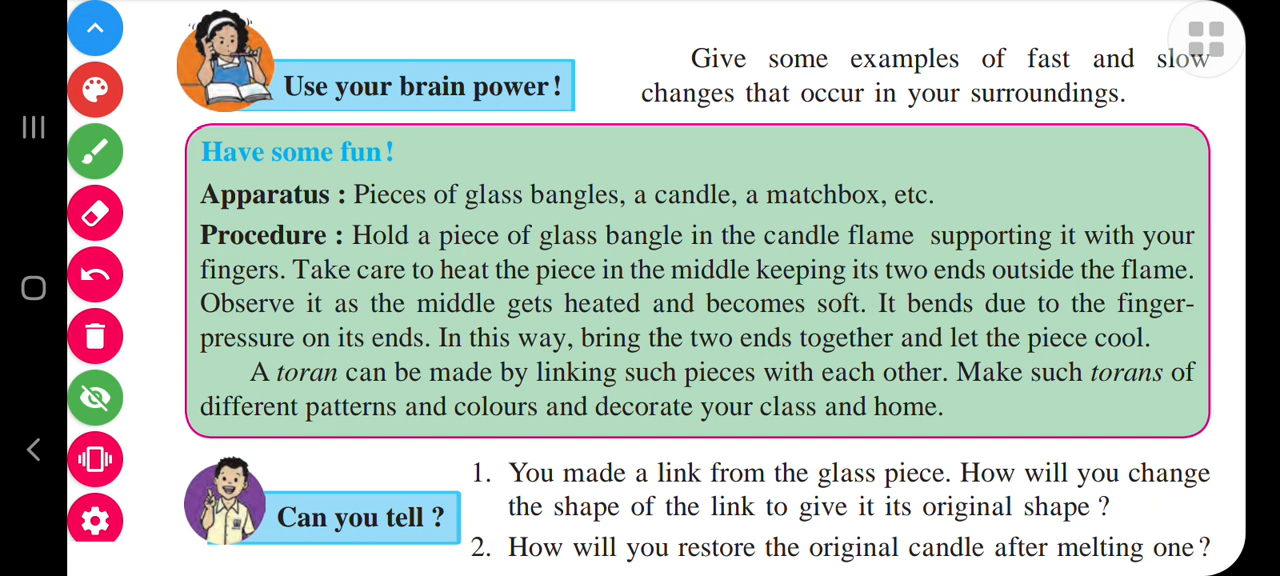 Use your brain power!
Give some examples of fast and slow
changes that occur in your surroundings.
Have some fun!
Apparatus : Pieces of glass bangles, a candle, a matchbox, etc.
Procedure : Hold a piece of glass bangle in the candle flame supporting it with your
fingers. Take care to heat the piece in the middle keeping its two ends outside the flame.
Observe it as the middle gets heated and becomes soft. It bends due to the finger-
pressure on its ends. In this way, bring the two ends together and let the piece cool.
A toran can be made by linking such pieces with each other. Make such torans of
different patterns and colours and decorate your class and home.
Can you tell ?
1. You made a link from the glass piece. How will you change
the shape of the link to give it its original shape ?
2. How will you restore the original candle after melting one?